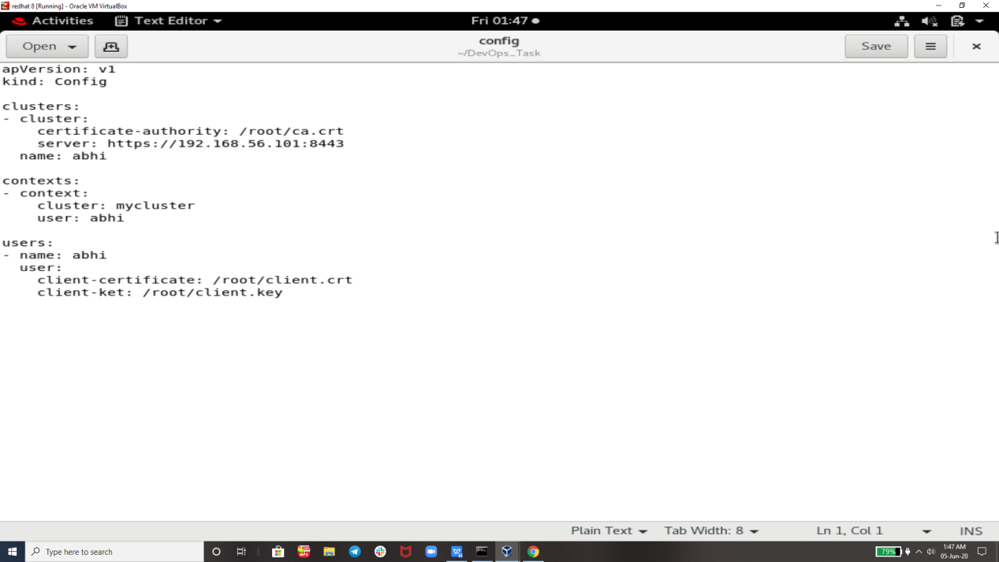 redhat 8 [Running] - Oracle VM VirtualBox
Activities Text Editor Fri 01:47
Open config Save
~/DevOps_Task
apVersion: v1
kind: Config
clusters:
- cluster:
certificate-authority: /root/ca.crt
server: https://192.168.56.101:8443
name: abhi
contexts:
- context:
cluster: mycluster
user: abhi
users:
- name: abhi
user:
client-certificate: /root/client.crt
client-ket: /root/client.key
Plain Text Tab Width: 8 Ln 1, Col 1 INS
Type here to search 79% 1:47 AM
05-Jun-20